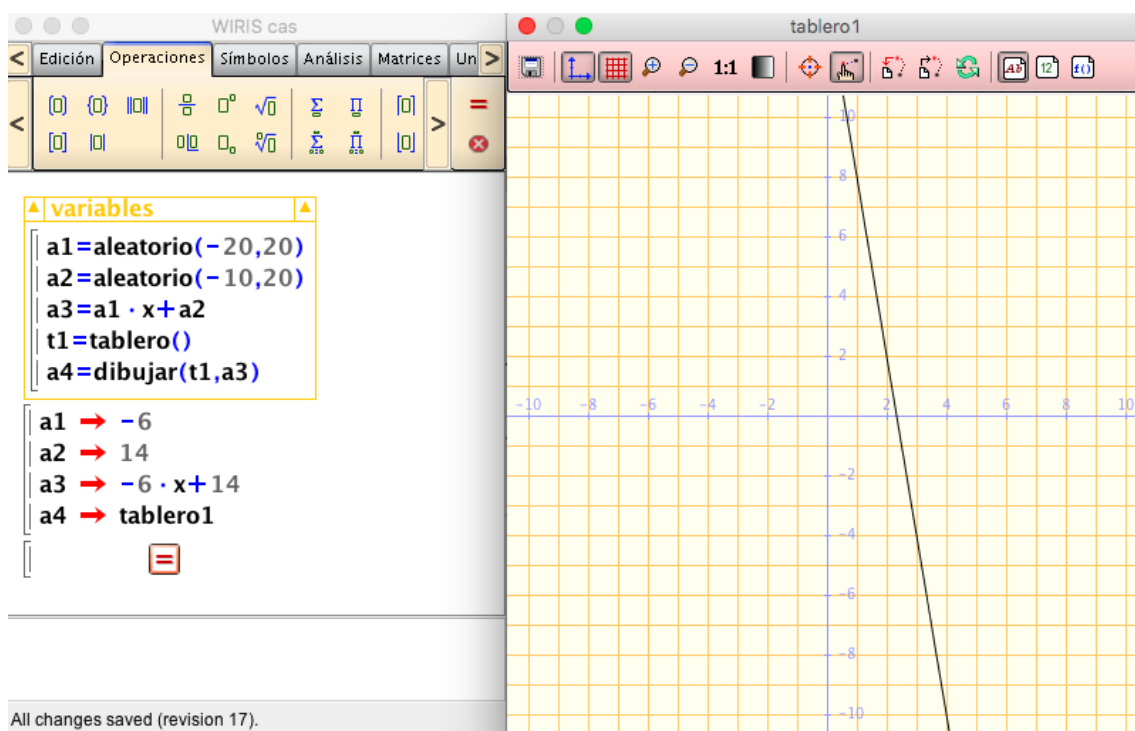 WIRIS cas
Edición Operaciones Símbolos Análisis Matrices Un
variables
a1=aleatorio(-20,20)
a2=aleatorio(-10,20)
a3=a1·x+a2
t1=tablero()
a4=dibujar(t1,a3)
a1 → -6
a2 → 14
a3 → -6·x+14
a4 → tablero1
=
All changes saved (revision 17).
tablero1
1:1 Ab 12 f()
10
8
6
4
2
-10 -8 -6 -4 -2 2 4 6 8 10
-2
-4
-6
-8
-10